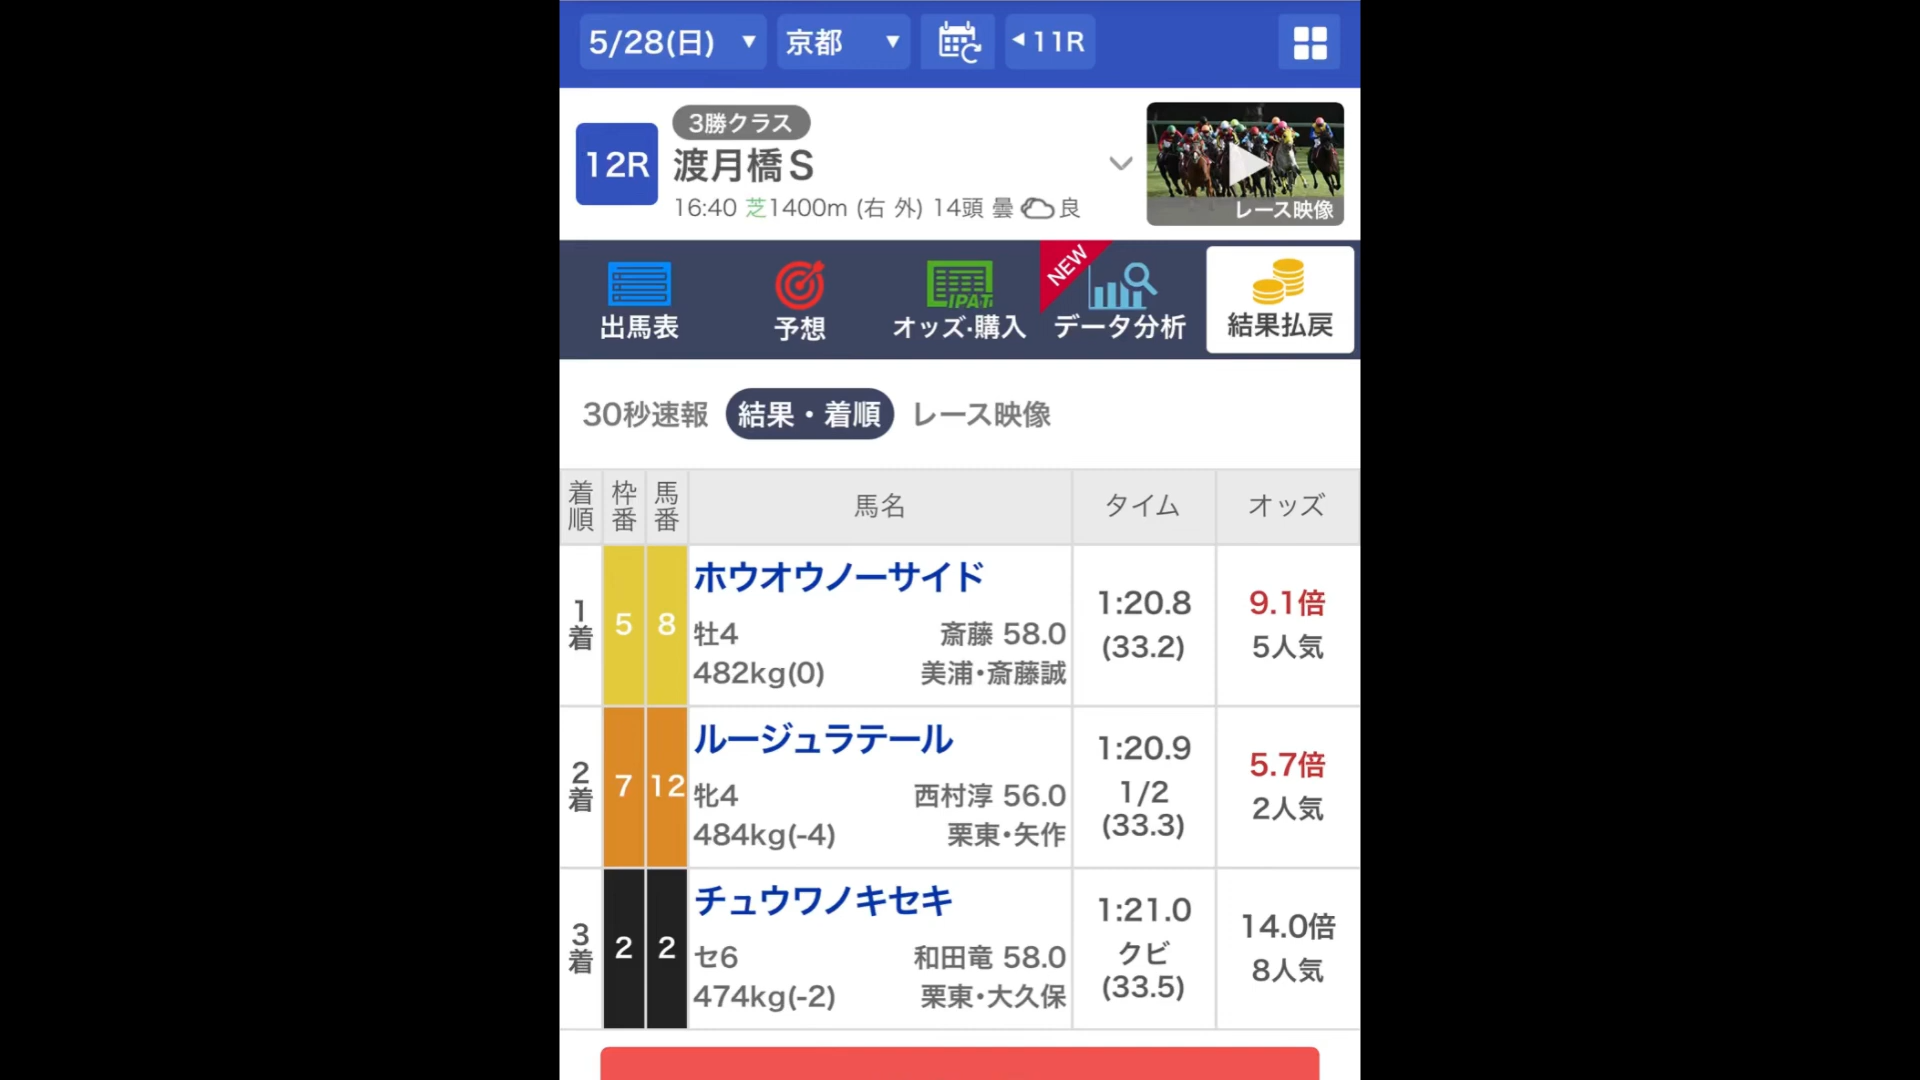 5/28(日) ▼ 京都 ▼ ◀11R
3勝クラス
12R 渡月橋S
16:40 芝1400m (右 外) 14頭 曇 良
レース映像
NEW
IPAT
出馬表 予想 オッズ·購入 データ分析 結果払戻
30秒速報 結果・着順 レース映像
着順 枠番 馬番 馬名 タイム オッズ
1着 5 8 ホウオウノーサイド
牡4 斎藤 58.0
482kg(0) 美浦・斎藤誠
1:20.8
(33.2)
9.1倍
5人気
2着 7 12 ルージュラテール
牝4 西村淳 56.0
484kg(-4) 栗東・矢作
1:20.9
1/2
(33.3)
5.7倍
2人気
3着 2 2 チュウワノキセキ
セ6 和田竜 58.0
474kg(-2) 栗東・大久保
1:21.0
クビ
(33.5)
14.0倍
8人気